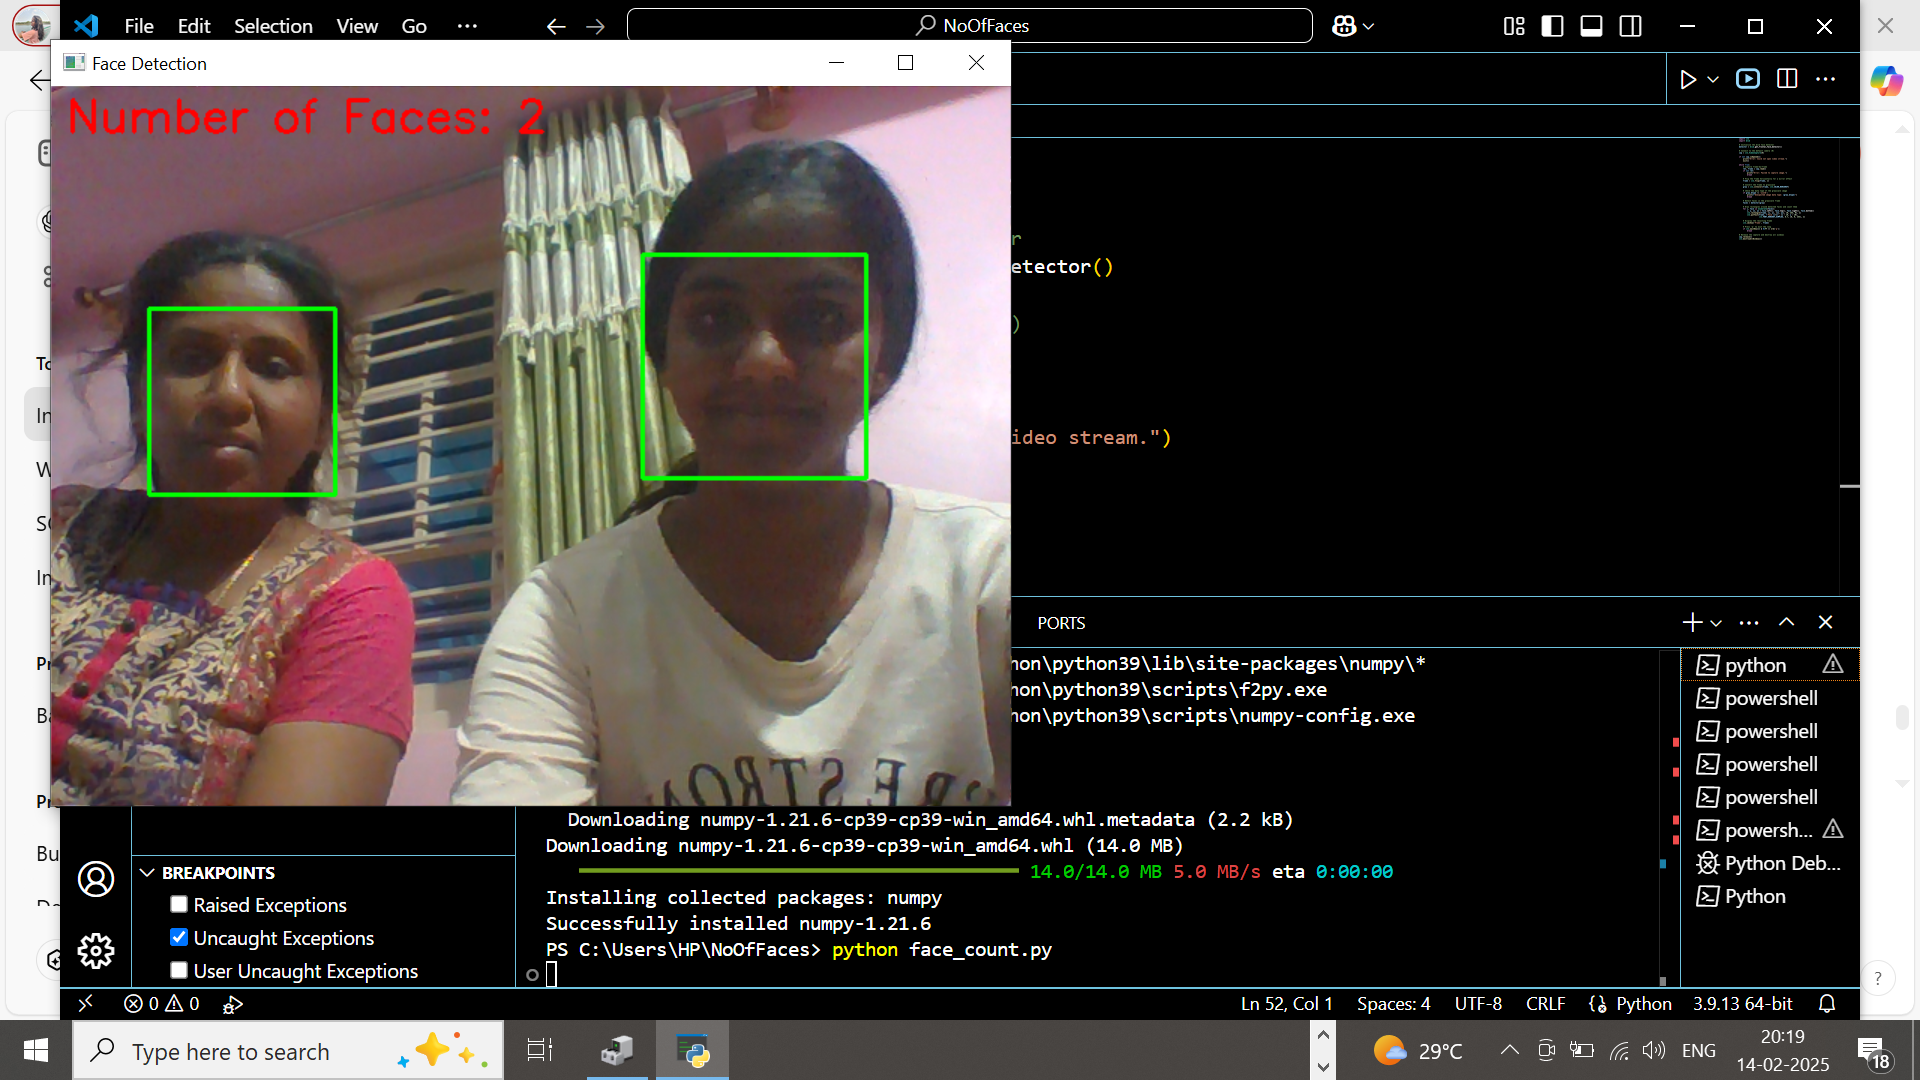 File Edit Selection View Go ···
NoOfFaces
Face Detection
Number of Faces: 2
r
etector()
)
ideo stream.")
PORTS
hon\python39\lib\site-packages\numpy\*
hon\python39\scripts\f2py.exe
hon\python39\scripts\numpy-config.exe
Downloading numpy-1.21.6-cp39-cp39-win_amd64.whl.metadata (2.2 kB)
Downloading numpy-1.21.6-cp39-cp39-win_amd64.whl (14.0 MB)
14.0/14.0 MB 5.0 MB/s eta 0:00:00
Installing collected packages: numpy
Successfully installed numpy-1.21.6
PS C:\Users\HP\NoOfFaces> python face_count.py
python
powershell
powershell
powershell
powershell
powersh...
Python Deb...
Python
BREAKPOINTS
Raised Exceptions
Uncaught Exceptions
User Uncaught Exceptions
To
In
W
In
Pr
Ba
Pr
Bu
0 0
Ln 52, Col 1 Spaces: 4 UTF-8 CRLF Python 3.9.13 64-bit
Type here to search
29°C
ENG
20:19
14-02-2025
18